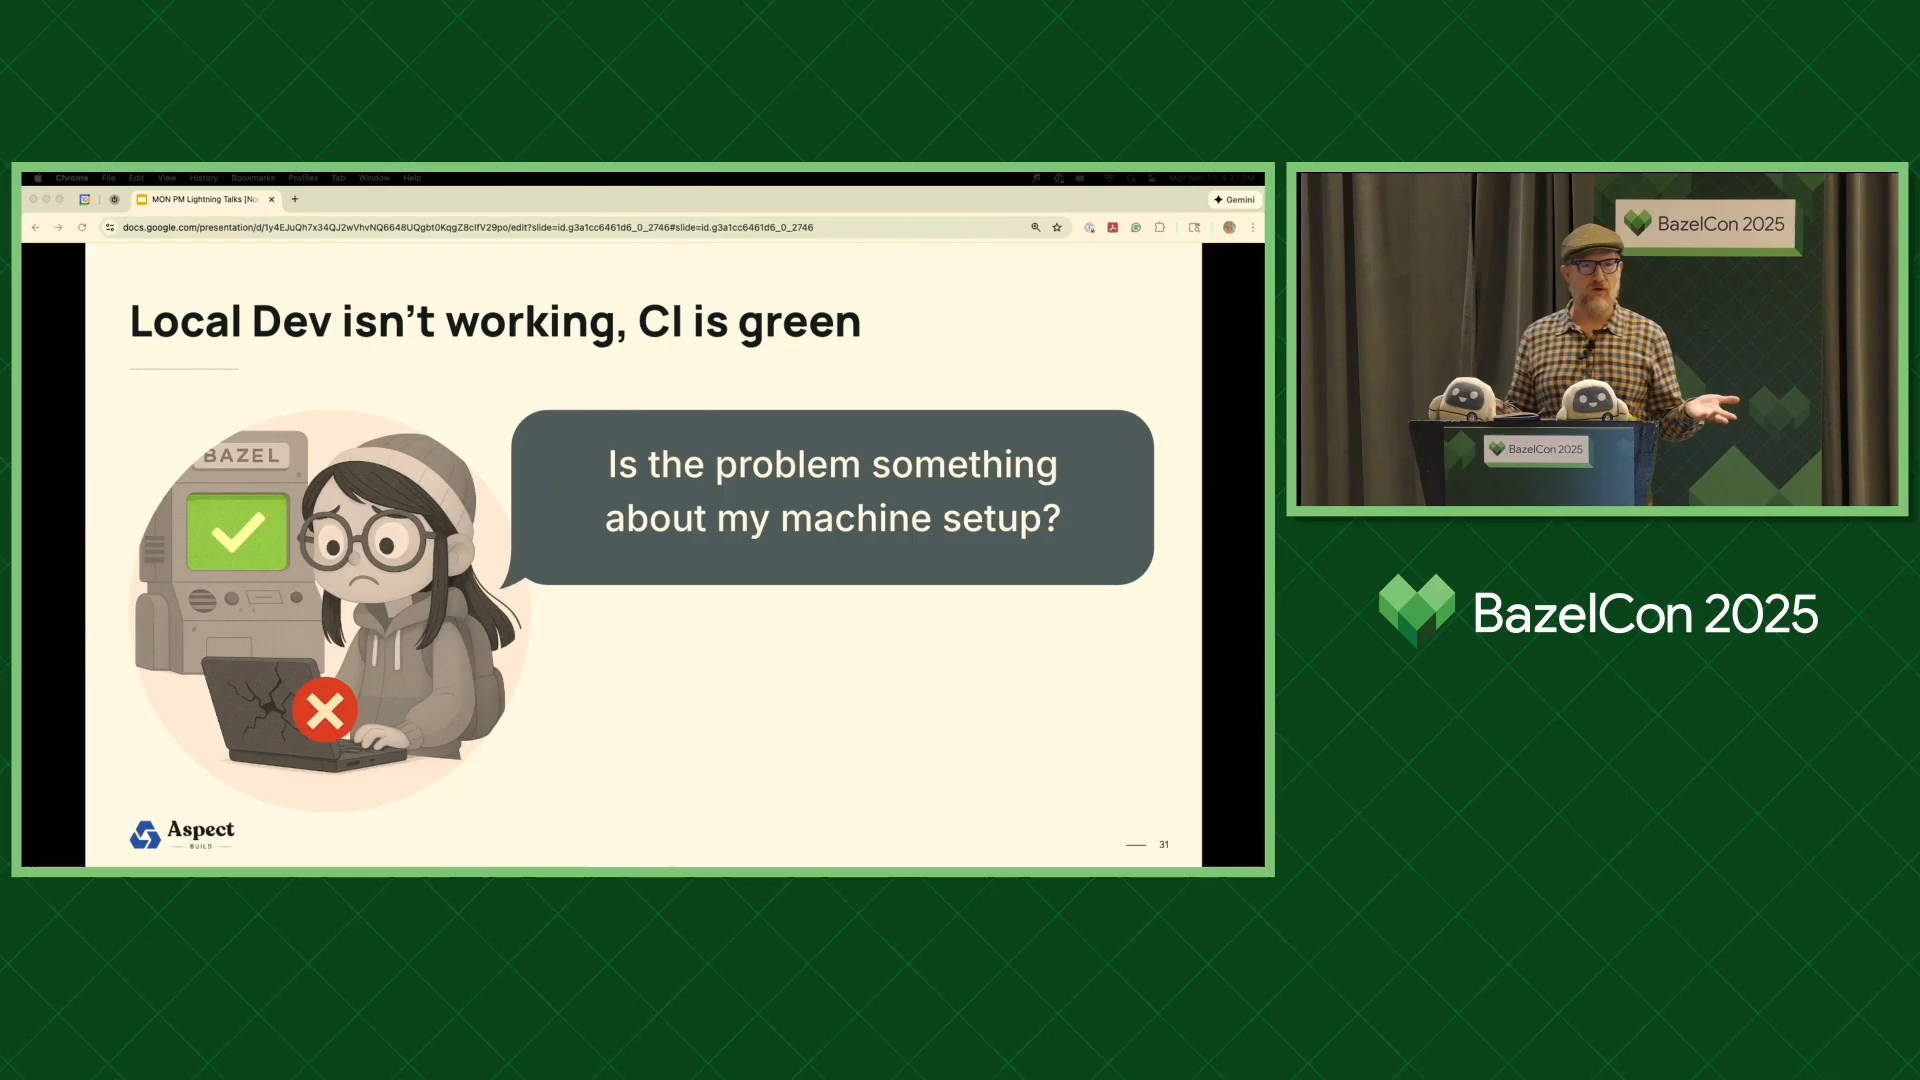 Chrome File Edit View History Bookmarks Profiles Tab Window Help
MON PM Lightning Talks [No
Gemini
docs.google.com/presentation/d/1y4EJuQh7x34QJ2wVhvNQ6648UQgbt0KqgZ8cIfV29po/edit?slide=id.g3a1cc6461d6_0_2746#slide=id.g3a1cc6461d6_0_2746
Local Dev isn't working, CI is green
BAZEL
Is the problem something
about my machine setup?
Aspect
BUILD
31
BazelCon 2025
BazelCon 2025
BazelCon 2025